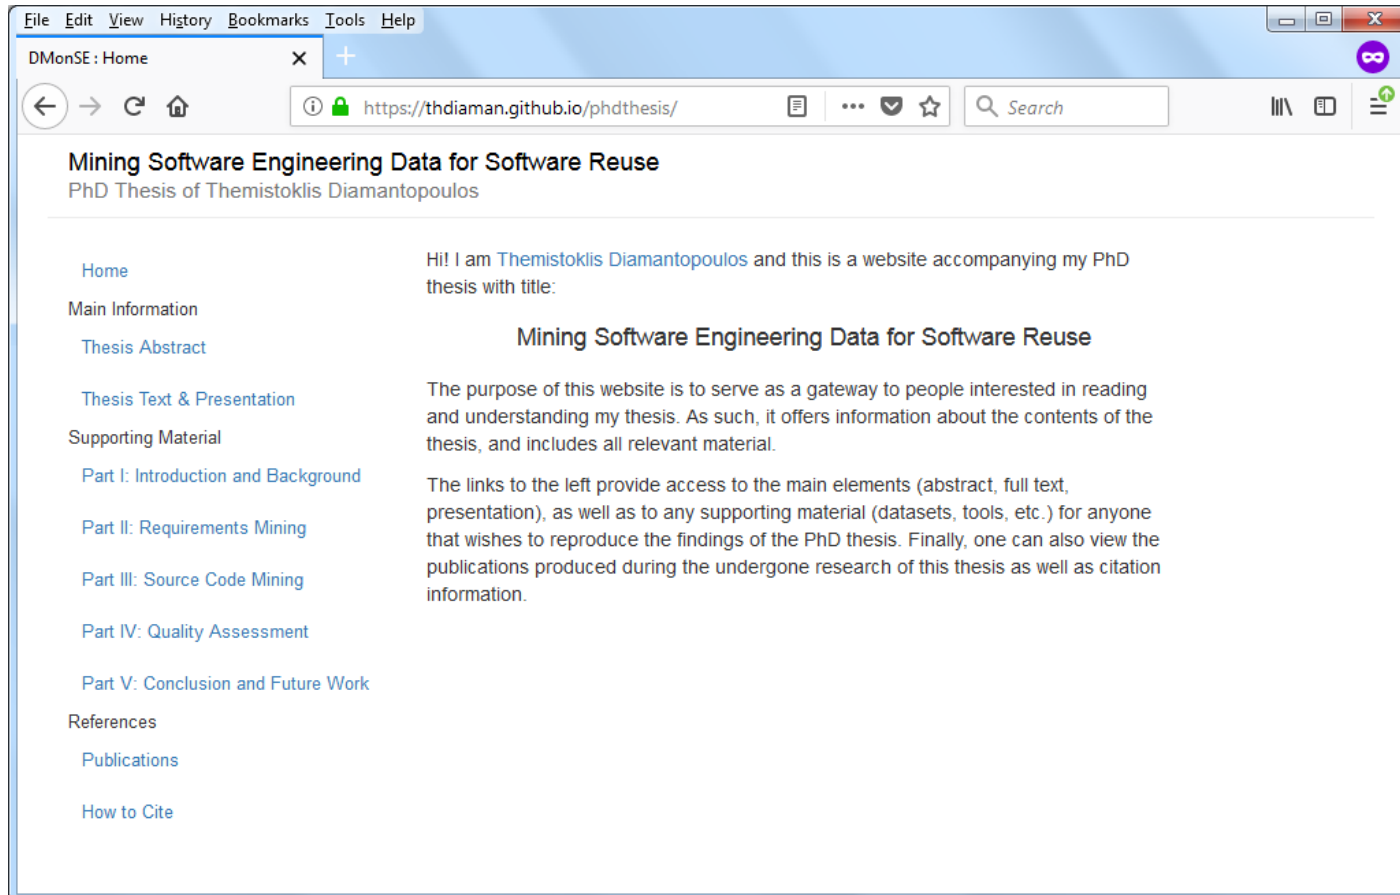 File Edit View History Bookmarks Tools Help
DMonSE : Home
https://thdiaman.github.io/phdthesis/
Search
Mining Software Engineering Data for Software Reuse
PhD Thesis of Themistoklis Diamantopoulos
Home
Main Information
Thesis Abstract
Thesis Text & Presentation
Supporting Material
Part I: Introduction and Background
Part II: Requirements Mining
Part III: Source Code Mining
Part IV: Quality Assessment
Part V: Conclusion and Future Work
References
Publications
How to Cite
Hi! I am Themistoklis Diamantopoulos and this is a website accompanying my PhD
thesis with title:
Mining Software Engineering Data for Software Reuse
The purpose of this website is to serve as a gateway to people interested in reading
and understanding my thesis. As such, it offers information about the contents of the
thesis, and includes all relevant material.
The links to the left provide access to the main elements (abstract, full text,
presentation), as well as to any supporting material (datasets, tools, etc.) for anyone
that wishes to reproduce the findings of the PhD thesis. Finally, one can also view the
publications produced during the undergone research of this thesis as well as citation
information.